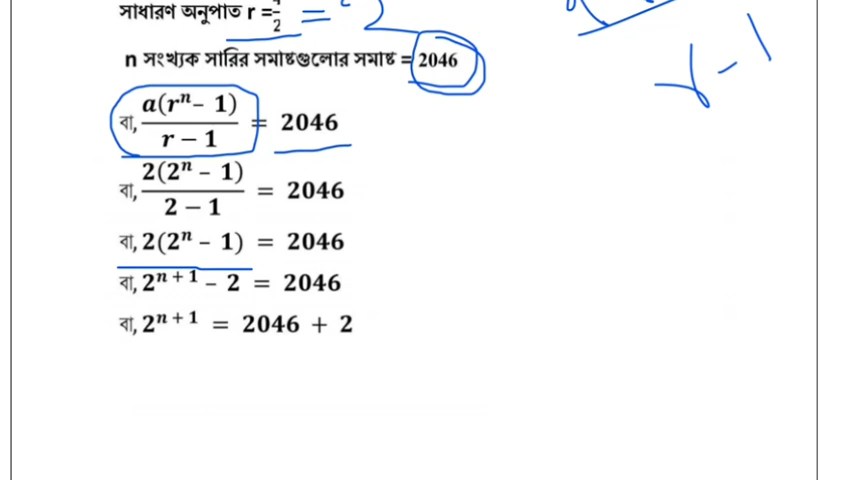 সাধারণ অনুপাত r = 4/2 = 2
n সংখ্যক সারির সমষ্টিগুলোর সমষ্টি = 2046
বা, a(rⁿ – 1) / r – 1 = 2046
বা, 2(2ⁿ – 1) / 2 – 1 = 2046
বা, 2(2ⁿ – 1) = 2046
বা, 2ⁿ⁺¹ – 2 = 2046
বা, 2ⁿ⁺¹ = 2046 + 2
r – 1